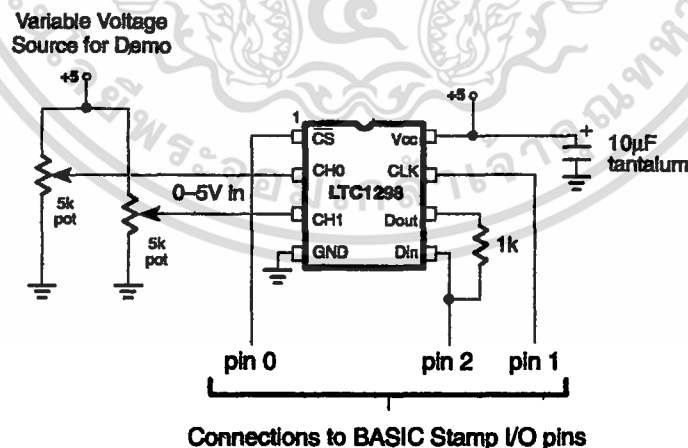 Variable Voltage
Source for Demo
+5
5k
pot
5k
pot
0–5V in
1
CS
CH0
CH1
GND
LTC1298
Vcc
CLK
Dout
Din
+5
+
10µF
tantalum
1k
pin 0
pin 2
pin 1
Connections to BASIC Stamp I/O pins